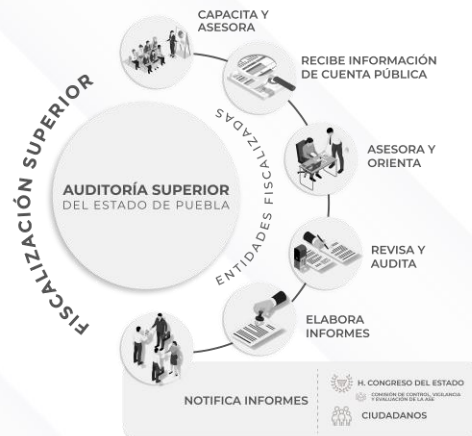 CAPACITA Y
ASESORA
RECIBE INFORMACIÓN
DE CUENTA PÚBLICA
FISCALIZACIÓN SUPERIOR
ENTIDADES FISCALIZADAS
ASESORA Y
ORIENTA
AUDITORÍA SUPERIOR
DEL ESTADO DE PUEBLA
REVISA Y
AUDITA
ELABORA
INFORMES
NOTIFICA INFORMES
H. CONGRESO DEL ESTADO
COMISIÓN DE CONTROL, VIGILANCIA
Y EVALUACIÓN DE LA ASE
CIUDADANOS